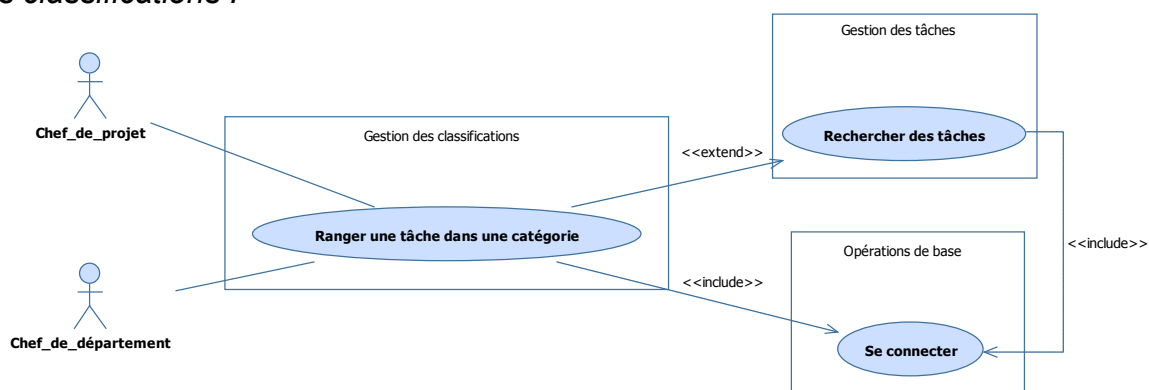 s classifications :
Gestion des tâches
Chef_de_projet
Gestion des classifications
Rechercher des tâches
<<extend>>
Ranger une tâche dans une catégorie
Opérations de base
<<include>>
<<include>>
Chef_de_département
Se connecter